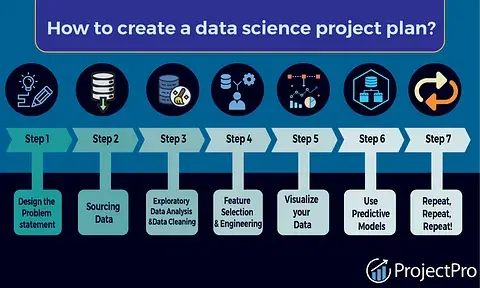 How to create a data science project plan?
Step 1
Step 2
Step 3
Step 4
Step 5
Step 6
Step 7
Design the
Problem
statement
Sourcing
Data
Exploratory
Data Analysis
&Data Cleaning
Feature
Selection
& Engineering
Visualize
your
Data
Use
Predictive
Models
Repeat,
Repeat,
Repeat!
ProjectPro